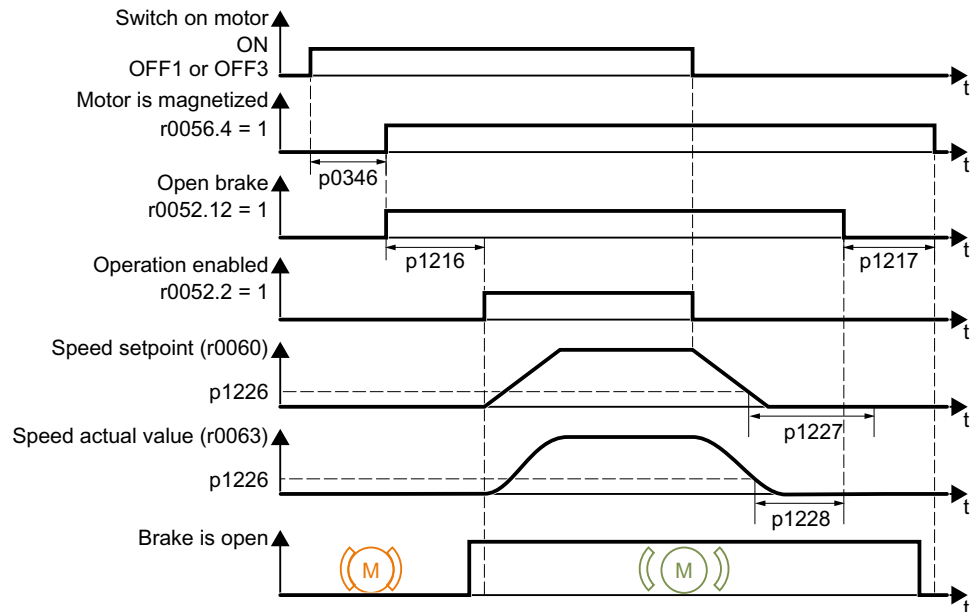 Switch on motor
ON
OFF1 or OFF3
t
Motor is magnetized
r0056.4 = 1
p0346
t
Open brake
r0052.12 = 1
p1216
p1217
t
Operation enabled
r0052.2 = 1
t
Speed setpoint (r0060)
p1226
p1227
t
Speed actual value (r0063)
p1226
p1228
t
Brake is open
M
M
t